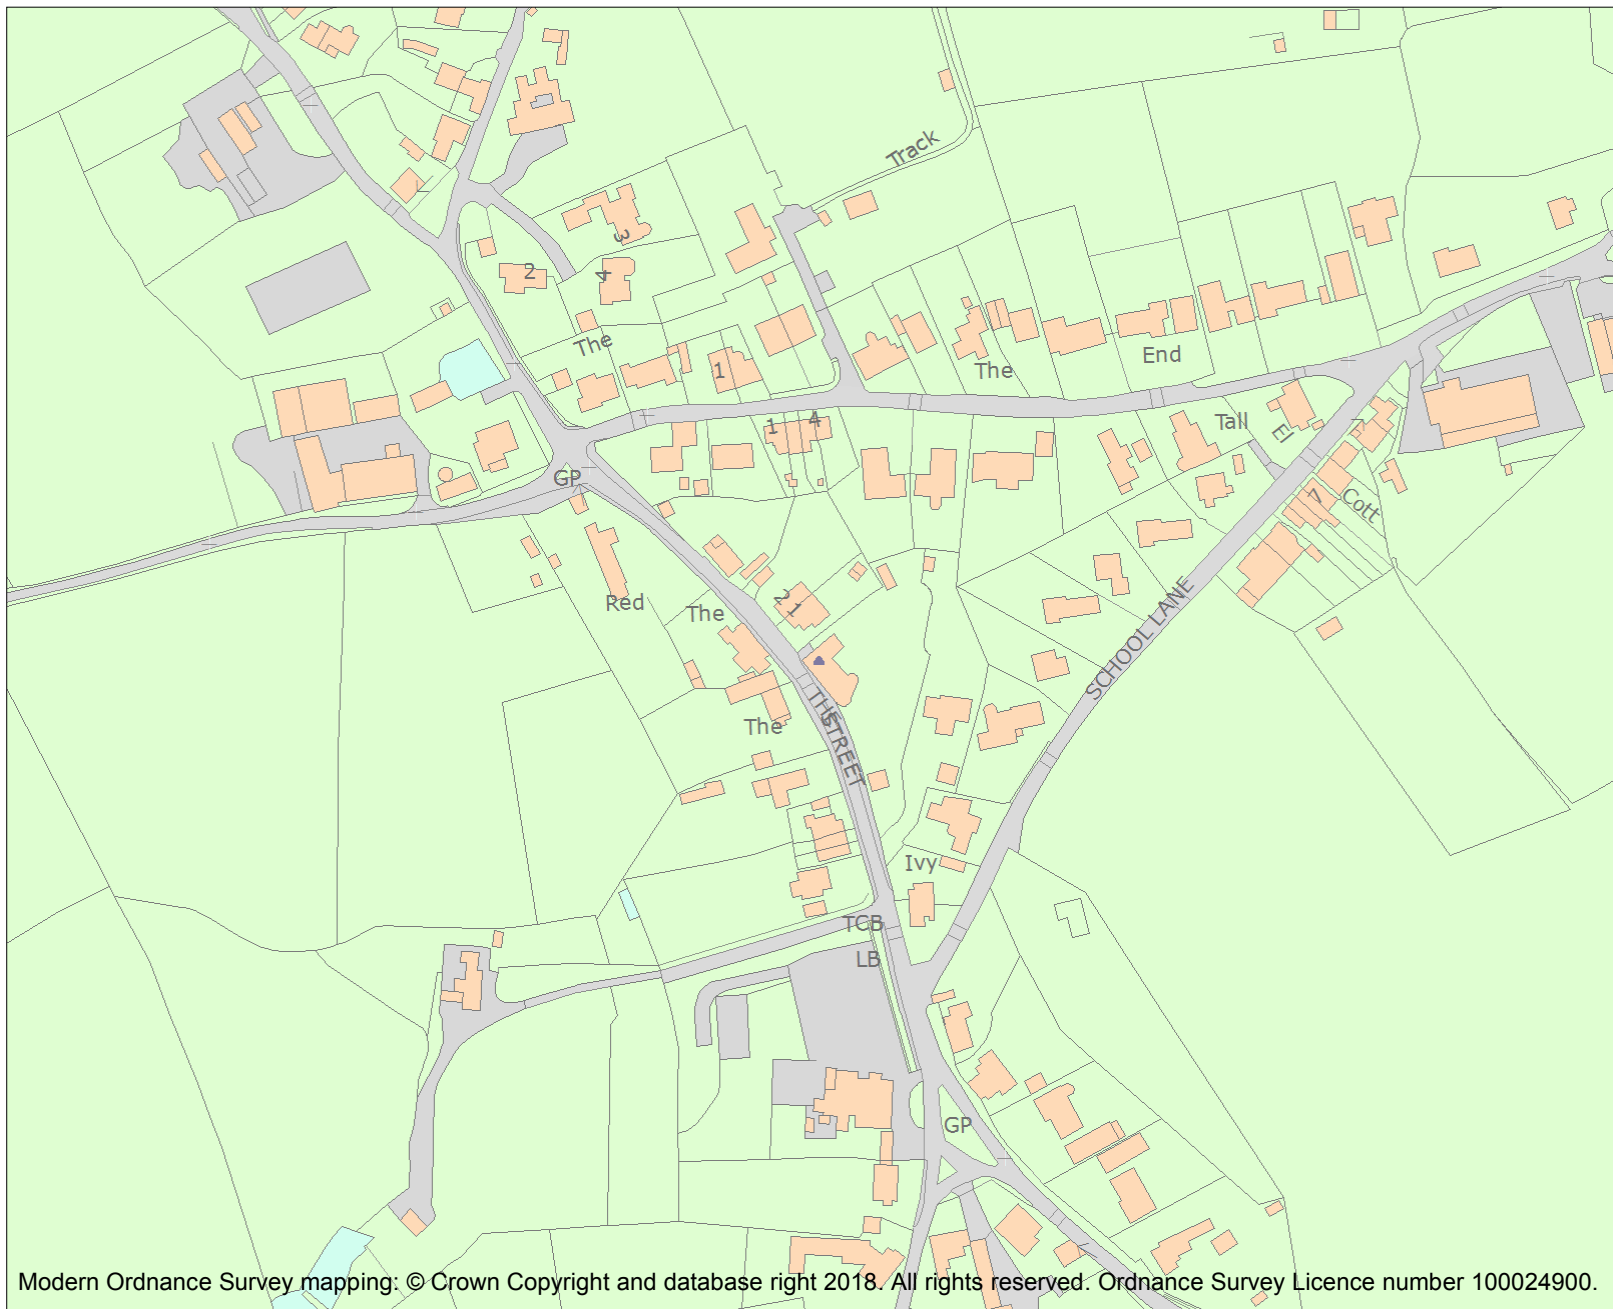 Track
3
2
4
The
1
The
End
1 4
Tall
El
GP
7
Cott
Red
The
2 1
SCHOOL LANE
The
THE STREET
Ivy
TCB
LB
GP
Modern Ordnance Survey mapping: © Crown Copyright and database right 2018. All rights reserved. Ordnance Survey Licence number 100024900.